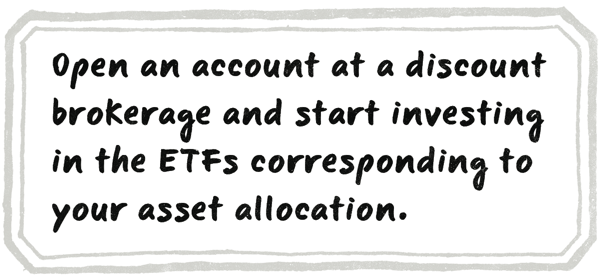 Open an account at a discount
brokerage and start investing
in the ETFs corresponding to
your asset allocation.